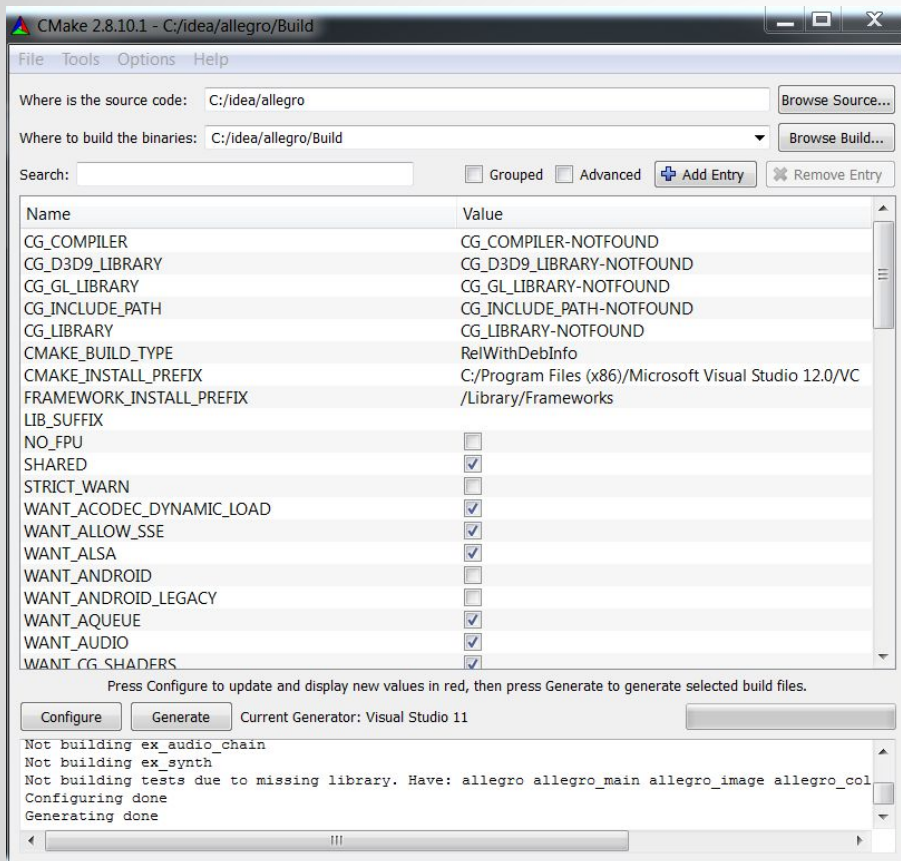 CMake 2.8.10.1 - C:/idea/allegro/Build
File Tools Options Help
Where is the source code: C:/idea/allegro Browse Source...
Where to build the binaries: C:/idea/allegro/Build Browse Build...
Search: Grouped Advanced Add Entry Remove Entry
Name Value
CG_COMPILER CG_COMPILER-NOTFOUND
CG_D3D9_LIBRARY CG_D3D9_LIBRARY-NOTFOUND
CG_GL_LIBRARY CG_GL_LIBRARY-NOTFOUND
CG_INCLUDE_PATH CG_INCLUDE_PATH-NOTFOUND
CG_LIBRARY CG_LIBRARY-NOTFOUND
CMAKE_BUILD_TYPE RelWithDebInfo
CMAKE_INSTALL_PREFIX C:/Program Files (x86)/Microsoft Visual Studio 12.0/VC
FRAMEWORK_INSTALL_PREFIX /Library/Frameworks
LIB_SUFFIX
NO_FPU
SHARED
STRICT_WARN
WANT_ACODEC_DYNAMIC_LOAD
WANT_ALLOW_SSE
WANT_ALSA
WANT_ANDROID
WANT_ANDROID_LEGACY
WANT_AQUEUE
WANT_AUDIO
WANT_CG_SHADERS
Press Configure to update and display new values in red, then press Generate to generate selected build files.
Configure Generate Current Generator: Visual Studio 11
Not building ex_audio_chain
Not building ex_synth
Not building tests due to missing library. Have: allegro allegro_main allegro_image allegro_col
Configuring done
Generating done